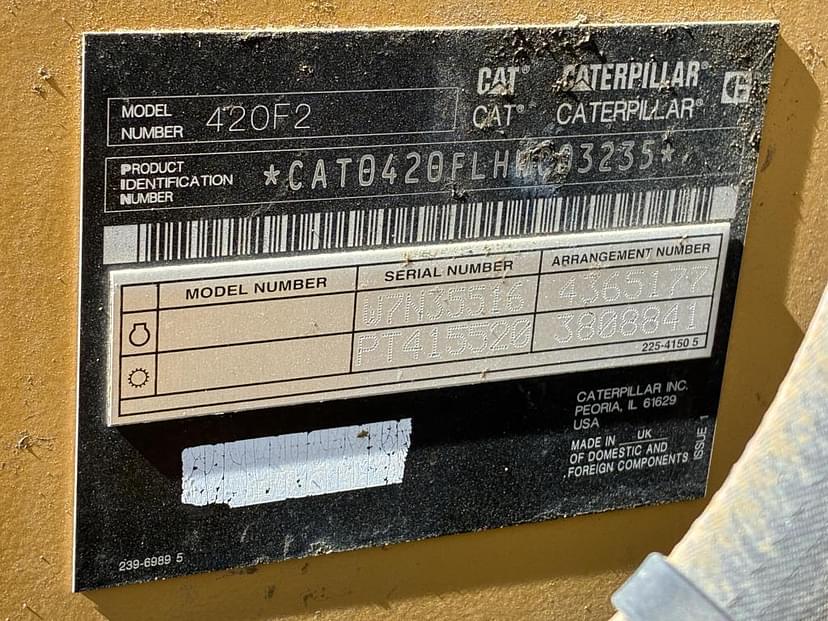 CAT® CATERPILLAR®
CAT® CATERPILLAR®
MODEL NUMBER 420F2
PRODUCT IDENTIFICATION NUMBER
MODEL NUMBER SERIAL NUMBER ARRANGEMENT NUMBER
W7N35516 4365177
PT415520 3808841
225-4150 5
CATERPILLAR INC.
PEORIA, IL 61629
USA
MADE IN UK
OF DOMESTIC AND
FOREIGN COMPONENTS
ISSUE 1
239-6989 5